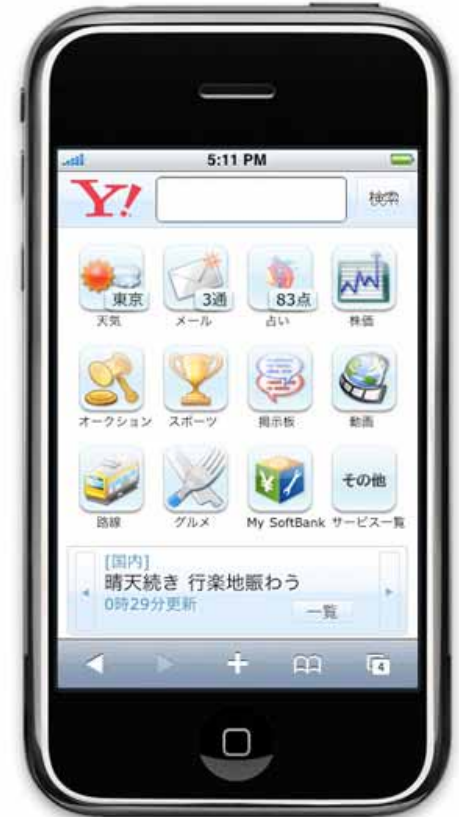 5:11 PM
Y! 検索
東京 3通 83点
天気 メール 占い 株価
オークション スポーツ 掲示板 動画
¥ その他
路線 グルメ My SoftBank サービス一覧
[国内]
晴天続き 行楽地賑わう
0時29分更新 一覧
4